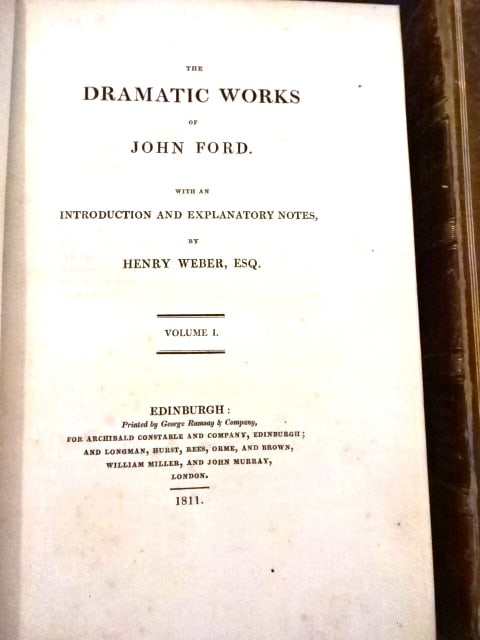 THE
DRAMATIC WORKS
OF
JOHN FORD.
WITH AN
INTRODUCTION AND EXPLANATORY NOTES,
BY
HENRY WEBER, ESQ.
VOLUME I.
EDINBURGH:
Printed by George Ramsay & Company,
FOR ARCHIBALD CONSTABLE AND COMPANY, EDINBURGH;
AND LONGMAN, HURST, REES, ORME, AND BROWN,
WILLIAM MILLER, AND JOHN MURRAY,
LONDON.
1811.